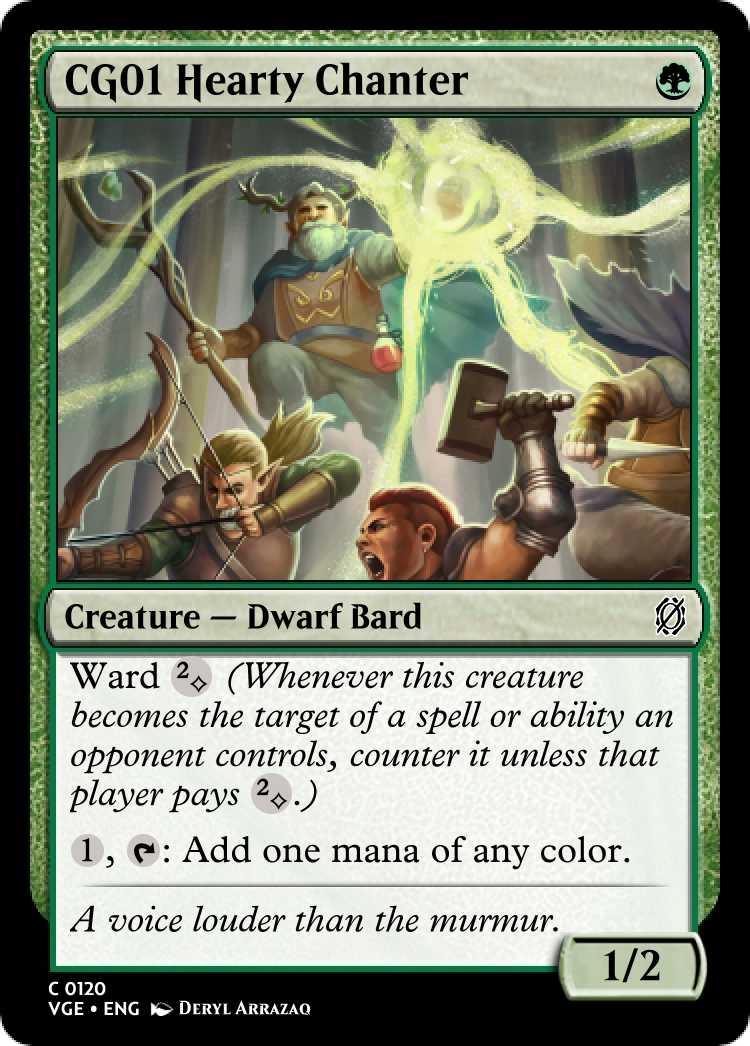 CG01 Hearty Chanter
Creature — Dwarf Bard
Ward 2 (Whenever this creature
becomes the target of a spell or ability an
opponent controls, counter it unless that
player pays 2.)
1, : Add one mana of any color.
A voice louder than the murmur.
1/2
C 0120
VGE • ENG DERYL ARRAZAQ